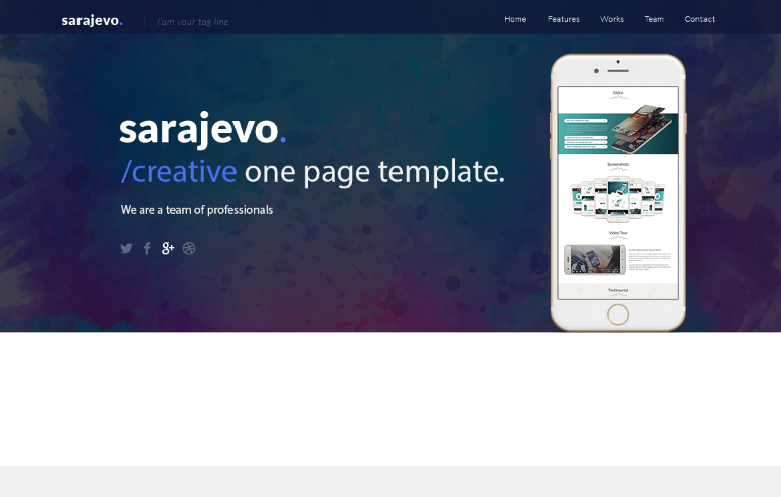 sarajevo. | I'am your tag line
Home Features Works Team Contact
sarajevo.
/creative one page template.
We are a team of professionals
g+
FAQ's
Screenshots
Video Tour
Testimonial